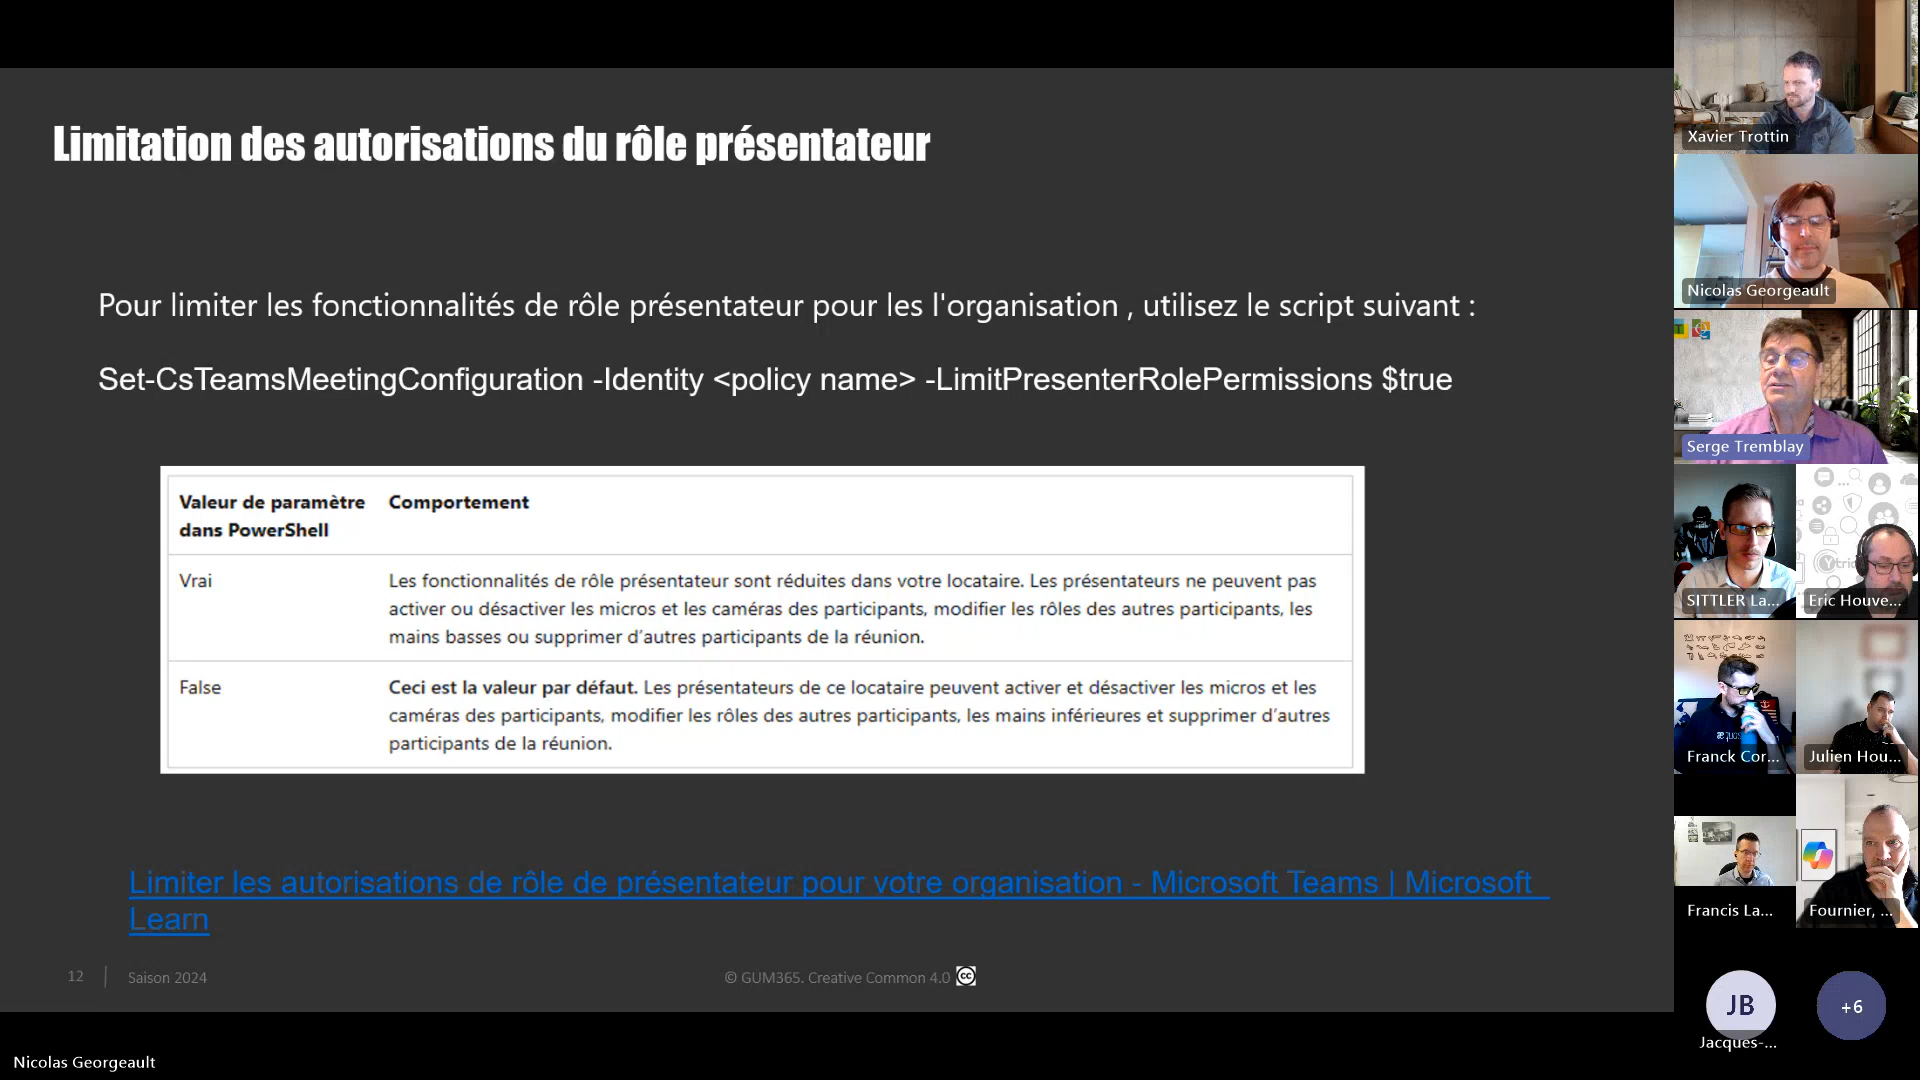 Limitation des autorisations du rôle présentateur
Pour limiter les fonctionnalités de rôle présentateur pour les l'organisation , utilisez le script suivant :
Set-CsTeamsMeetingConfiguration -Identity <policy name> -LimitPresenterRolePermissions $true
Valeur de paramètre dans PowerShell
Comportement
Vrai
Les fonctionnalités de rôle présentateur sont réduites dans votre locataire. Les présentateurs ne peuvent pas
activer ou désactiver les micros et les caméras des participants, modifier les rôles des autres participants, les
mains basses ou supprimer d'autres participants de la réunion.
False
Ceci est la valeur par défaut. Les présentateurs de ce locataire peuvent activer et désactiver les micros et les
caméras des participants, modifier les rôles des autres participants, les mains inférieures et supprimer d'autres
participants de la réunion.
Limiter les autorisations de rôle de présentateur pour votre organisation - Microsoft Teams | Microsoft
Learn
12
Saison 2024
© GUM365. Creative Common 4.0
cc
Nicolas Georgeault
Xavier Trottin
Nicolas Georgeault
Serge Tremblay
SITTLER La...
Eric Houve...
Franck Cor...
Julien Hou...
Francis La...
Fournier, ...
JB
Jacques-...
+6